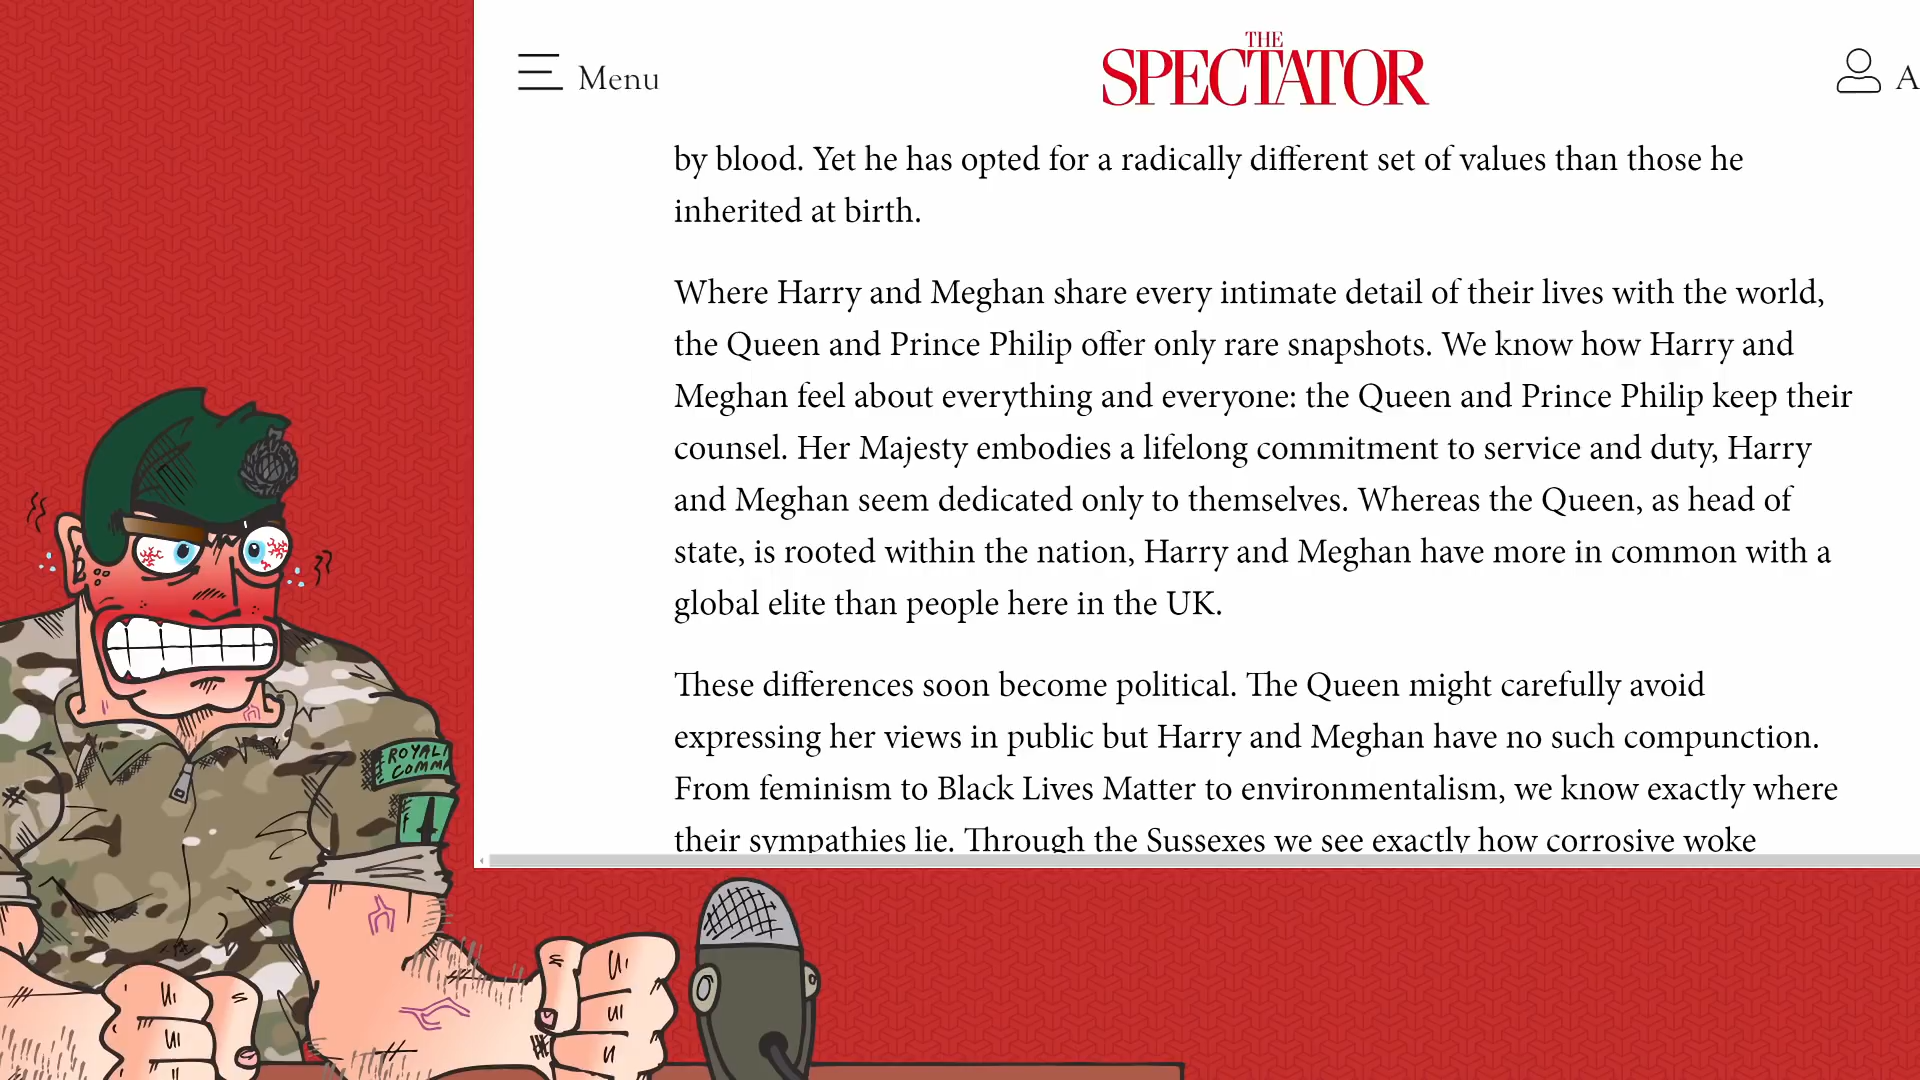 Menu
THE
SPECTATOR
A
by blood. Yet he has opted for a radically different set of values than those he
inherited at birth.
Where Harry and Meghan share every intimate detail of their lives with the world,
the Queen and Prince Philip offer only rare snapshots. We know how Harry and
Meghan feel about everything and everyone: the Queen and Prince Philip keep their
counsel. Her Majesty embodies a lifelong commitment to service and duty, Harry
and Meghan seem dedicated only to themselves. Whereas the Queen, as head of
state, is rooted within the nation, Harry and Meghan have more in common with a
global elite than people here in the UK.
These differences soon become political. The Queen might carefully avoid
expressing her views in public but Harry and Meghan have no such compunction.
From feminism to Black Lives Matter to environmentalism, we know exactly where
their sympathies lie. Through the Sussexes we see exactly how corrosive woke
ROYAL
COMM